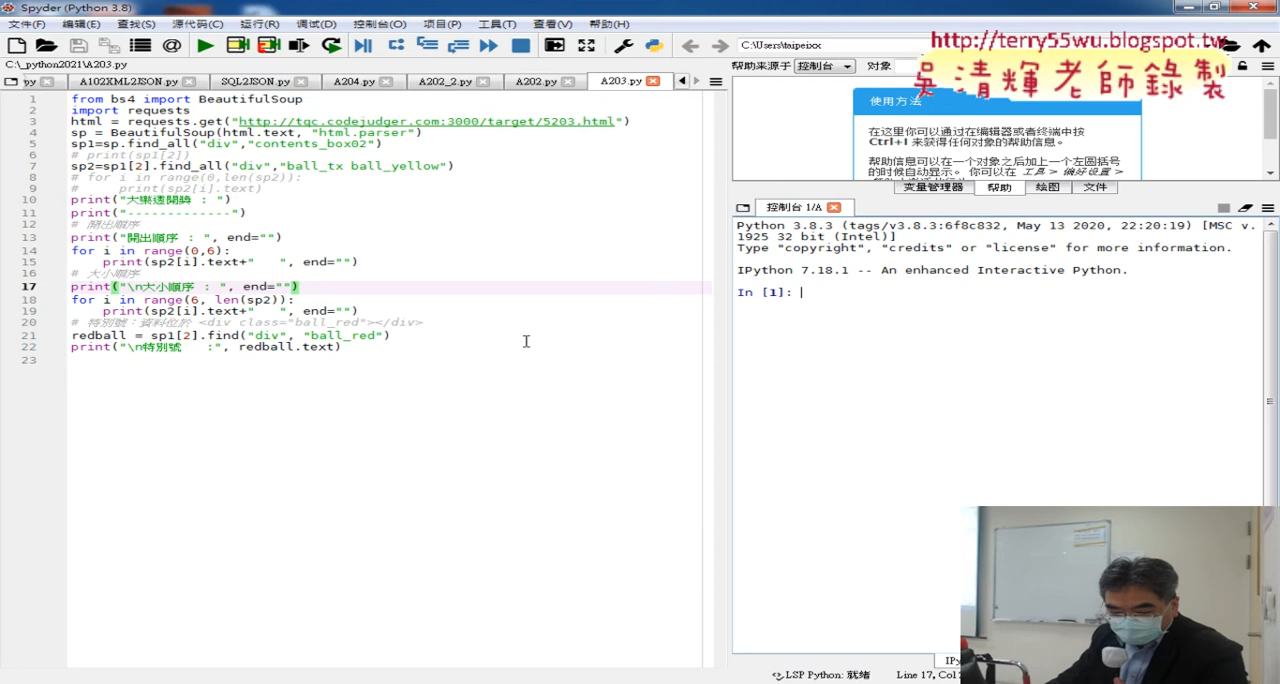 Spyder (Python 3.8)
文件(F) 编辑(E) 查找(S) 源代码(C) 运行(R) 调试(D) 控制台(O) 项目(P) 工具(T) 查看(V) 帮助(H)
C:\Users\taipeixx
http://terry55wu.blogspot.tw
吳清輝老師錄製
C:\_python2021\A203.py
py A102XML2JSON.py SQL2JSON.py A204.py A202_2.py A202.py A203.py
帮助来源于 控制台 对象
使用方法
在这里你可以通过在编辑器或者终端中按
Ctrl+I 来获得任何对象的帮助信息。
帮助信息可以在一个对象之后加上一个左圆括号
的时候自动显示。 你可以在 工具 > 偏好设置 >
变量管理器 帮助 绘图 文件
1 from bs4 import BeautifulSoup
2 import requests
3 html = requests.get("http://tqc.codejudger.com:3000/target/5203.html")
4 sp = BeautifulSoup(html.text, "html.parser")
5 sp1=sp.find_all("div","contents_box02")
6 # print(sp1[2])
7 sp2=sp1[2].find_all("div","ball_tx ball_yellow")
8 # for i in range(0,len(sp2)):
9 #     print(sp2[i].text)
10 print("大樂透開獎 : ")
11 print("-------------")
12 # 開出順序
13 print("開出順序 : ", end="")
14 for i in range(0,6):
15     print(sp2[i].text+"   ", end="")
16 # 大小順序
17 print("\n大小順序 : ", end="")
18 for i in range(6, len(sp2)):
19     print(sp2[i].text+"   ", end="")
20 # 特別號：資料位於 <div class="ball_red"></div>
21 redball = sp1[2].find("div", "ball_red")
22 print("\n特別號   :", redball.text)
23
控制台 1/A
Python 3.8.3 (tags/v3.8.3:6f8c832, May 13 2020, 22:20:19) [MSC v.
1925 32 bit (Intel)]
Type "copyright", "credits" or "license" for more information.
IPython 7.18.1 -- An enhanced Interactive Python.
In [1]:
LSP Python: 就绪 Line 17, Col